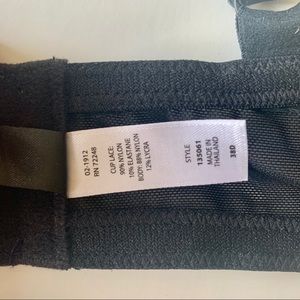 02-1912
RN 72248
CUP LACE:
90% NYLON
10% ELASTANE
BODY: 88% NYLON
12% LYCRA
STYLE
135061
MADE IN
THAILAND
38D